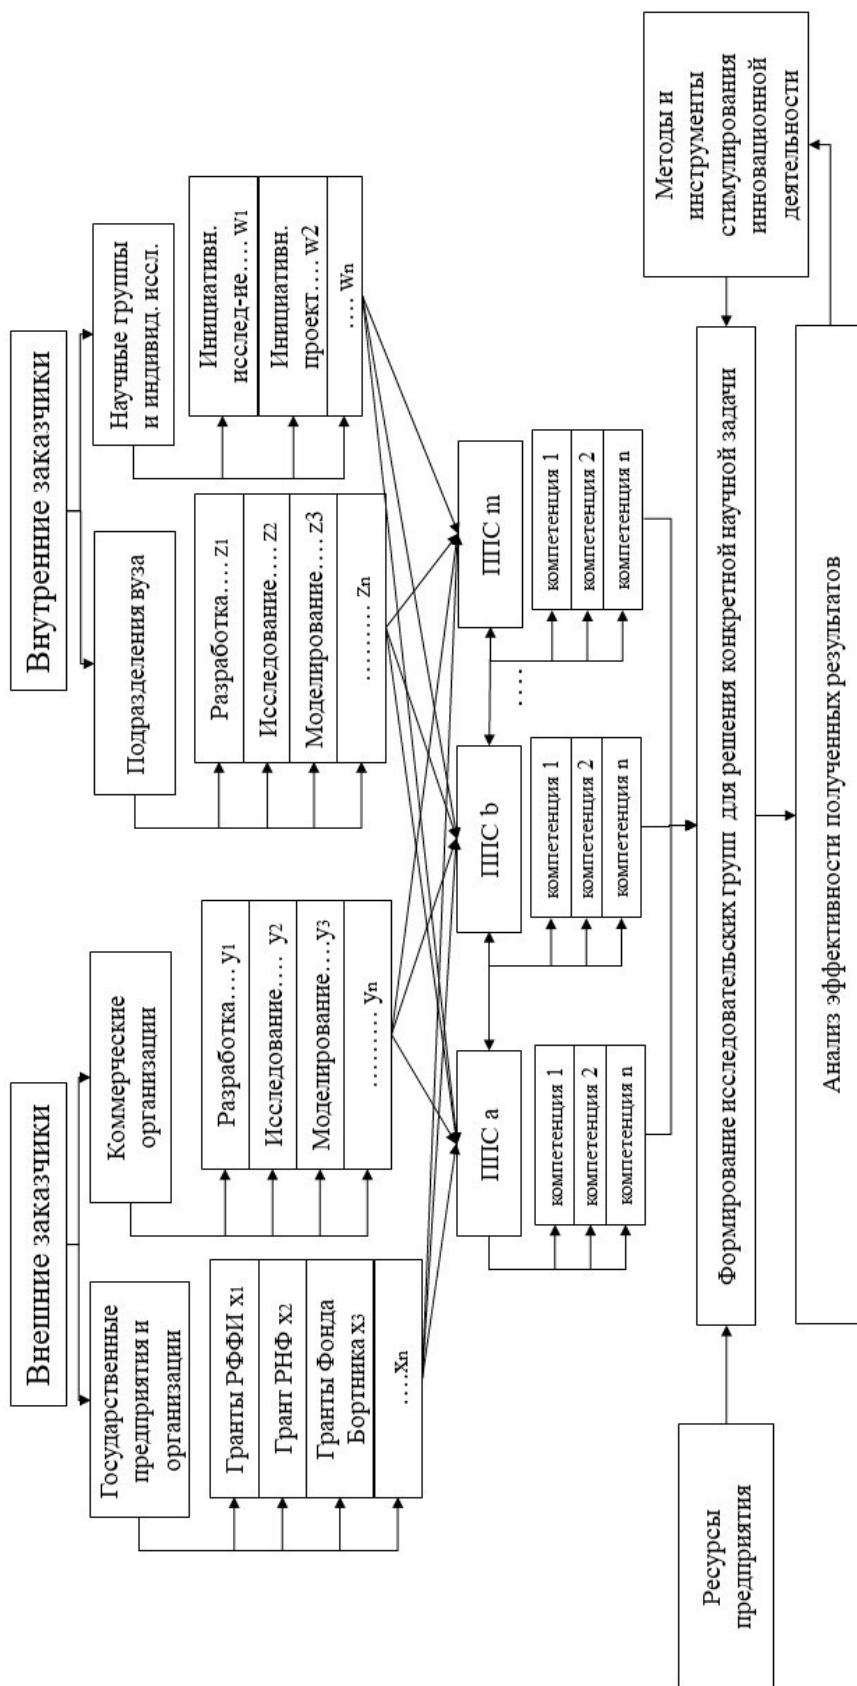 Внешние заказчики
Внутренние заказчики
Государственные
предприятия и
организации
Коммерческие
организации
Подразделения вуза
Научные группы
и индивид. иссл.
Гранты РФФИ x1
Грант РНФ x2
Гранты Фонда
Бортника x3
….xn
Разработка…. y1
Исследование…. y2
Моделирование….y3
……… yn
Разработка…. z1
Исследование…. z2
Моделирование….z3
……… zn
Инициативн.
исслед-ие…. w1
Инициативн.
проект…. w2
…. wn
ППС a
ППС b
ППС m
компетенция 1
компетенция 2
компетенция n
компетенция 1
компетенция 2
компетенция n
….
компетенция 1
компетенция 2
компетенция n
Ресурсы
предприятия
Формирование исследовательских групп для решения конкретной научной задачи
Методы и
инструменты
стимулирования
инновационной
деятельности
Анализ эффективности полученных результатов